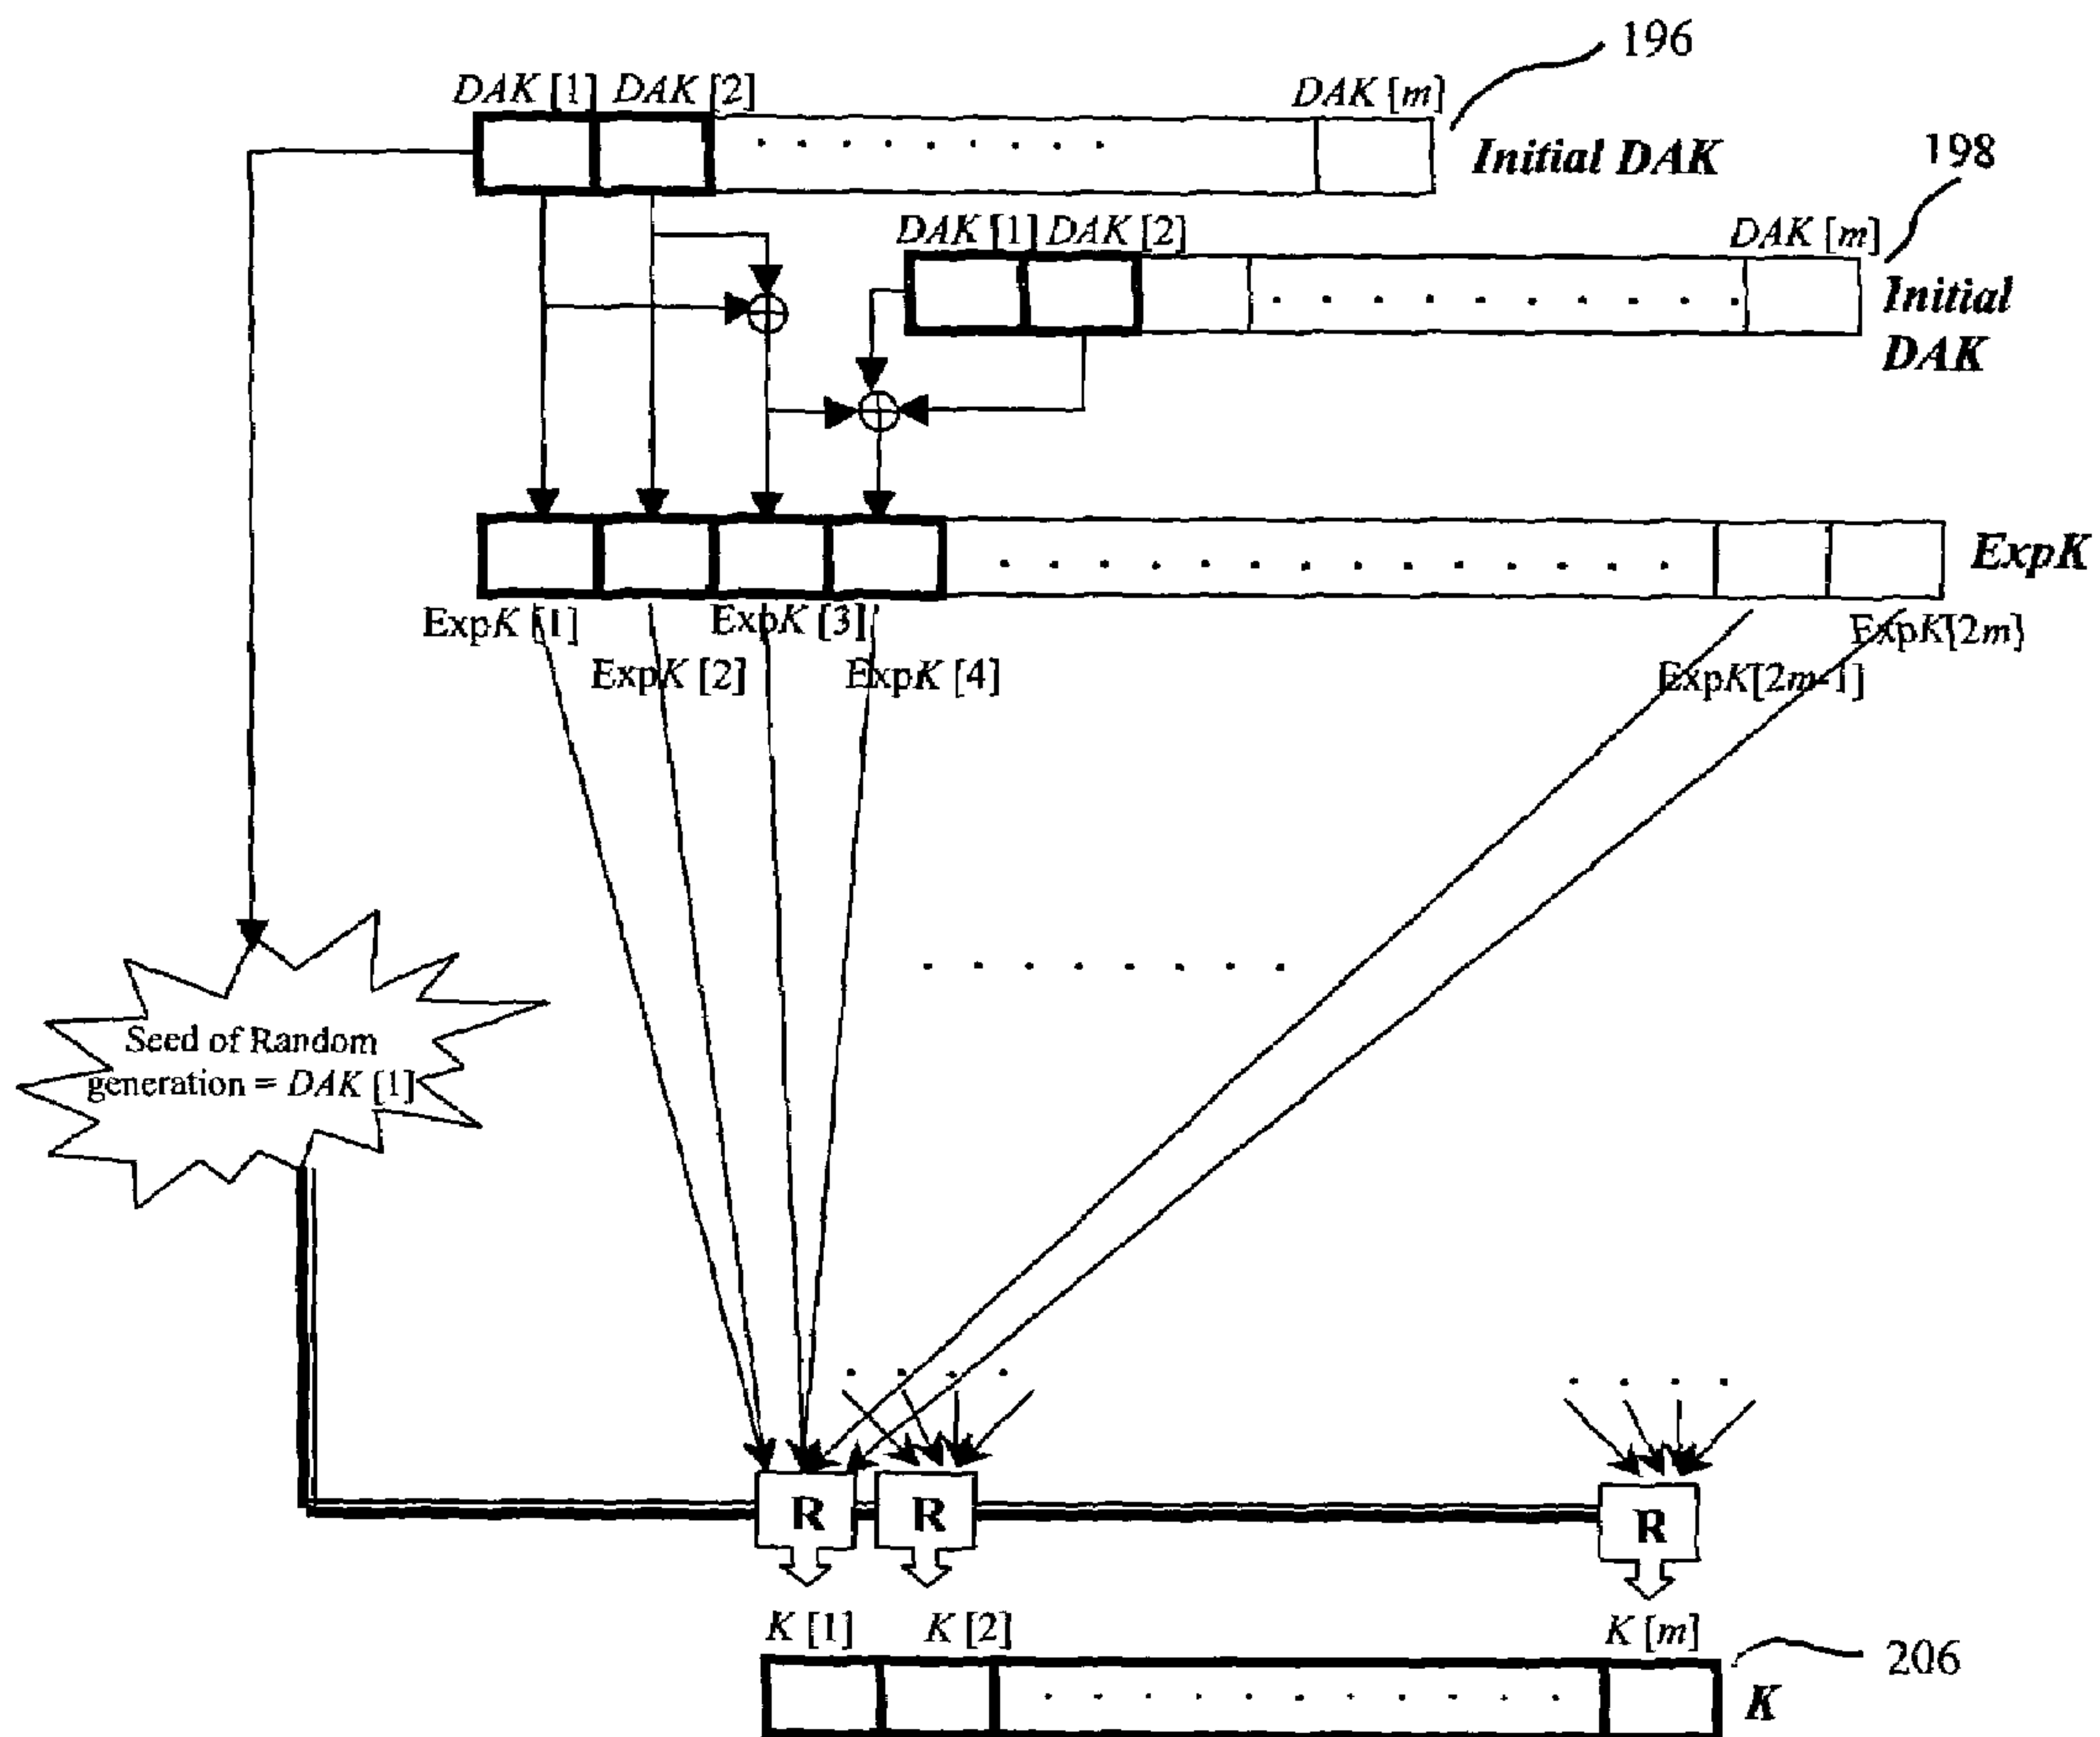 196
DAK [1] DAK [2] DAK [m]
Initial DAK
198
DAK [1] DAK [2] DAK [m]
Initial
DAK
ExpK
ExpK [1] ExpK [3] ExpK[2m]
ExpK [2] ExpK [4] ExpK[2m-1]
Seed of Random
generation = DAK [1]
R R R
K [1] K [2] K [m]
206
K